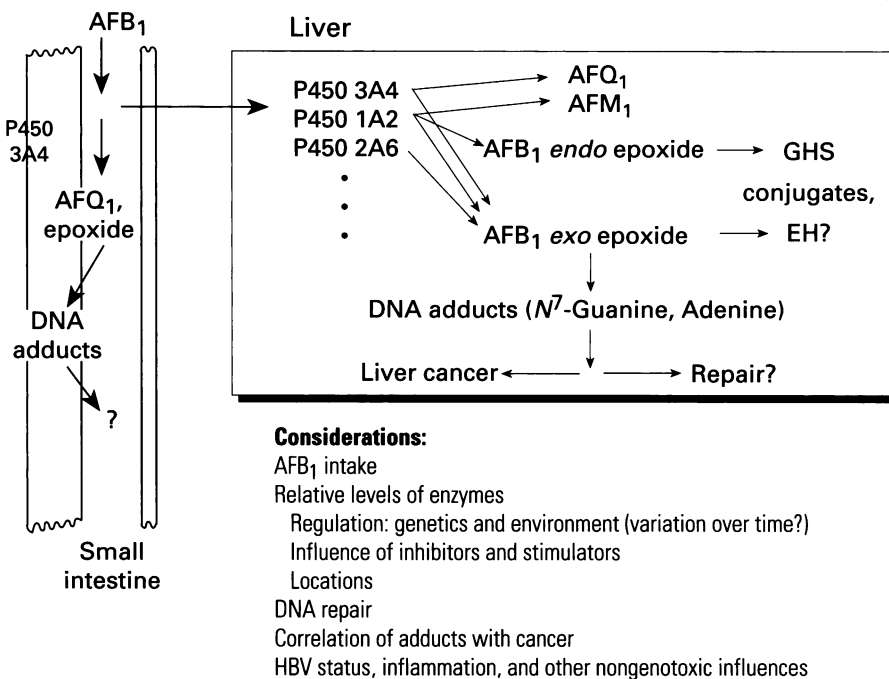 AFB₁
P450
3A4
AFQ₁,
epoxide
DNA
adducts
?
Small
intestine
Liver
P450 3A4
P450 1A2
P450 2A6
•
•
•
AFQ₁
AFM₁
AFB₁ endo epoxide
GHS
conjugates,
AFB₁ exo epoxide
EH?
DNA adducts (N⁷-Guanine, Adenine)
Liver cancer
Repair?
Considerations:
AFB₁ intake
Relative levels of enzymes
Regulation: genetics and environment (variation over time?)
Influence of inhibitors and stimulators
Locations
DNA repair
Correlation of adducts with cancer
HBV status, inflammation, and other nongenotoxic influences